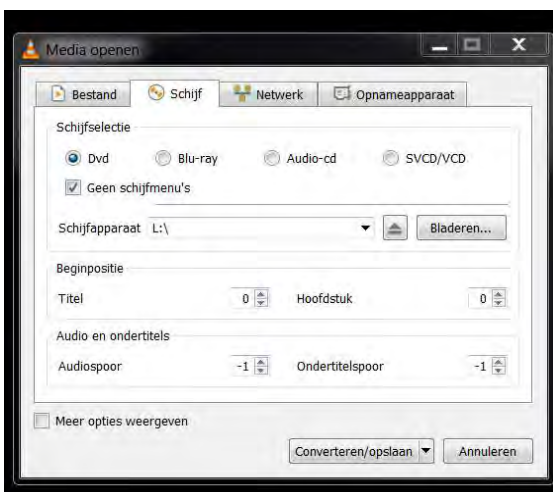 Media openen
Bestand Schijf Netwerk Opnameapparaat
Schijfselectie
Dvd Blu-ray Audio-cd SVCD/VCD
Geen schijfmenu's
Schijfapparaat L:\ Bladeren...
Beginpositie
Titel 0 Hoofdstuk 0
Audio en ondertitels
Audiospoor -1 Ondertitelspoor -1
Meer opties weergeven
Converteren/opslaan Annuleren